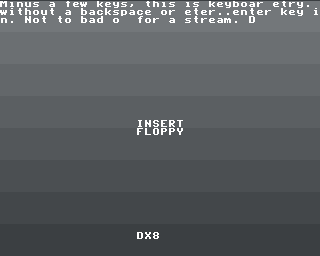 Minus a few keys, this is keyboar etry..
without a backspace or eter..enter key i
n. Not to bad o  for a stream. D
INSERT
FLOPPY
DX8